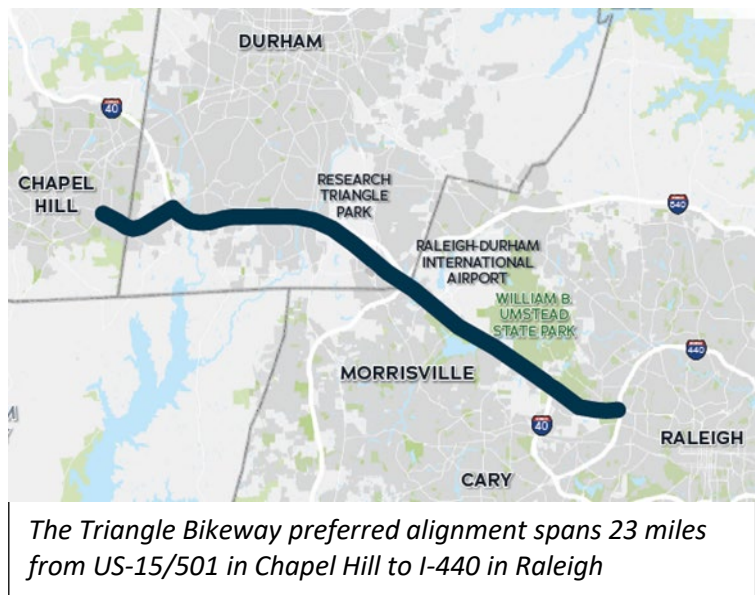 DURHAM
40
CHAPEL
HILL
RESEARCH
TRIANGLE
PARK
540
RALEIGH-DURHAM
INTERNATIONAL
AIRPORT
WILLIAM B.
UMSTEAD
STATE PARK
440
MORRISVILLE
40
RALEIGH
CARY
The Triangle Bikeway preferred alignment spans 23 miles
from US-15/501 in Chapel Hill to I-440 in Raleigh